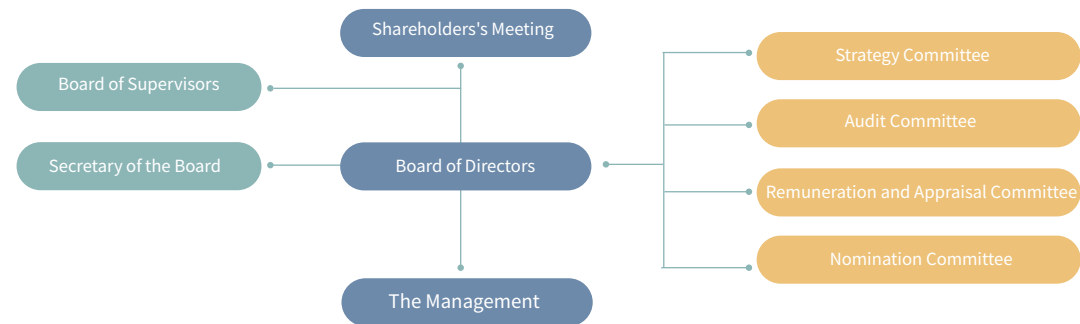 Shareholders's Meeting
Board of Supervisors
Secretary of the Board
Board of Directors
The Management
Strategy Committee
Audit Committee
Remuneration and Appraisal Committee
Nomination Committee